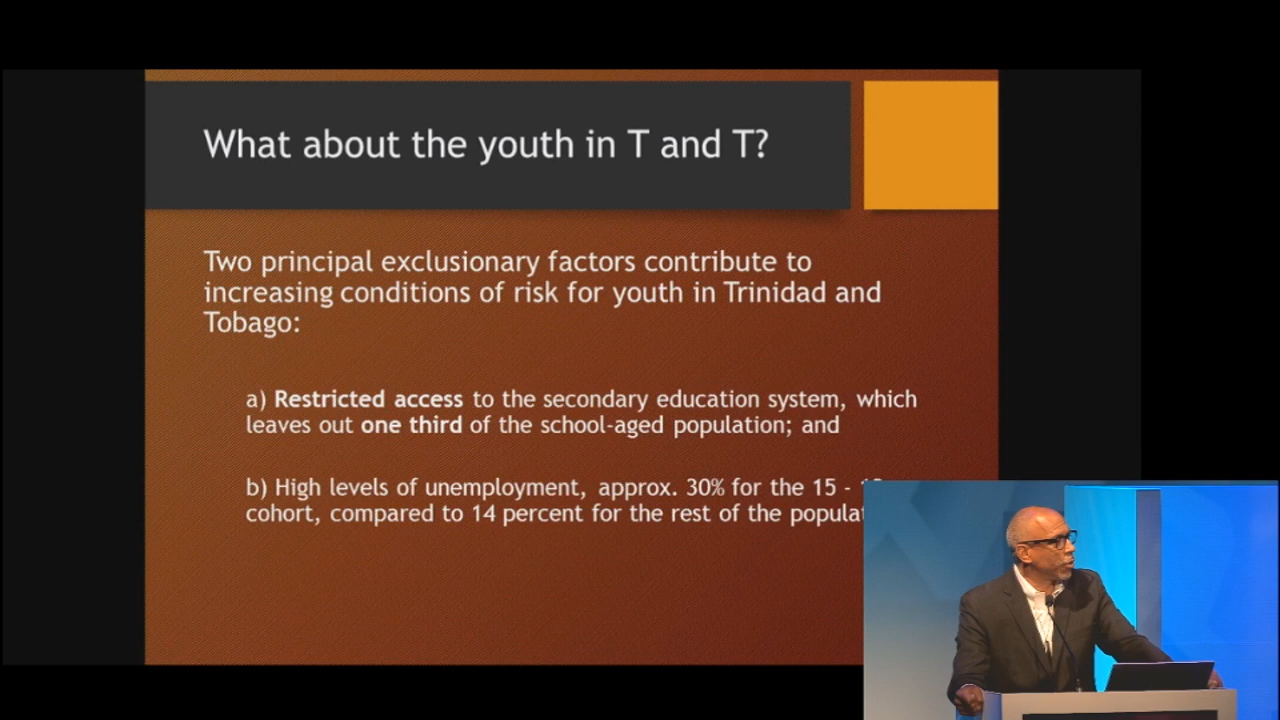 What about the youth in T and T?
Two principal exclusionary factors contribute to
increasing conditions of risk for youth in Trinidad and
Tobago:
a) Restricted access to the secondary education system, which
leaves out one third of the school-aged population; and
b) High levels of unemployment, approx. 30% for the 15 -
cohort, compared to 14 percent for the rest of the